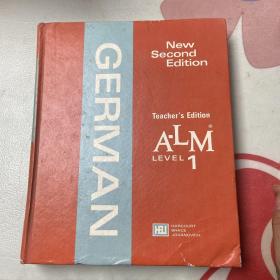 GERMAN
New
Second
Edition
Teacher's Edition
A-LM®
LEVEL 1
HBJ
HARCOURT
BRACE
JOVANOVICH